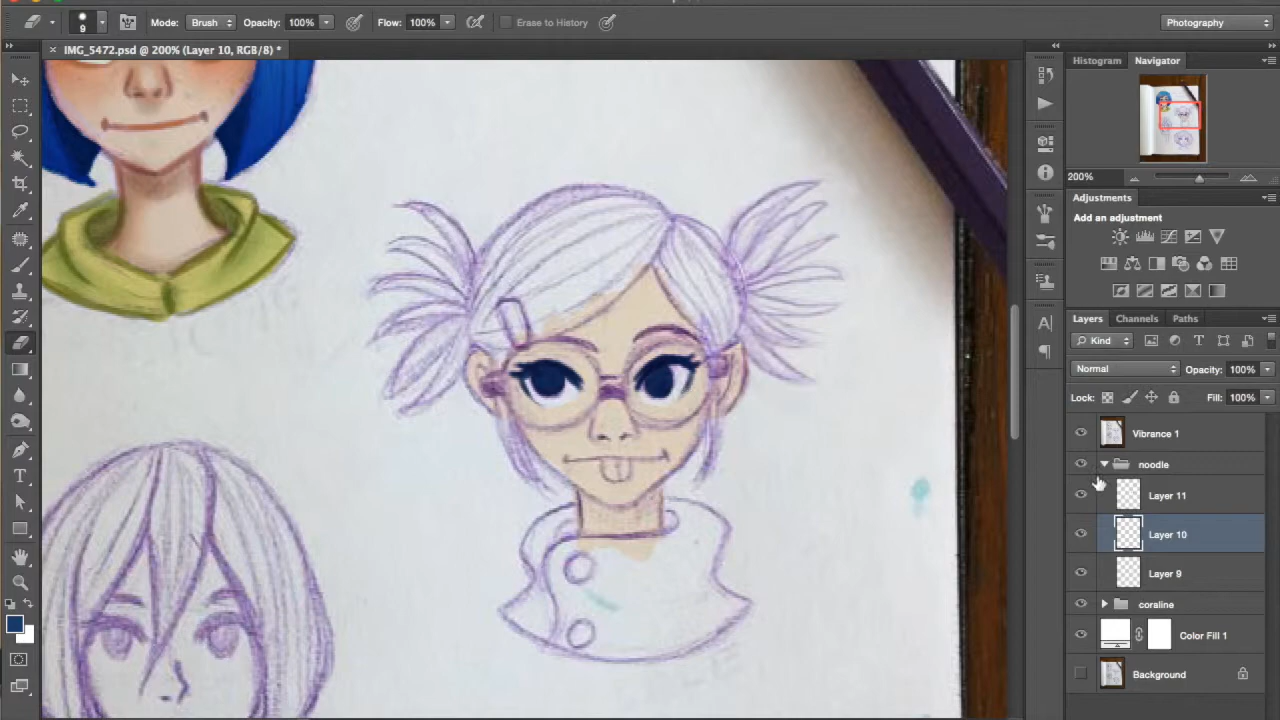 9
Mode:
Brush
Opacity:
100%
Flow:
100%
Erase to History
Photography
IMG_5472.psd @ 200% (Layer 10, RGB/8) *
Histogram
Navigator
200%
Adjustments
Add an adjustment
Layers
Channels
Paths
Kind
Normal
Opacity:
100%
Lock:
Fill:
100%
Vibrance 1
noodle
Layer 11
Layer 10
Layer 9
coraline
Color Fill 1
Background